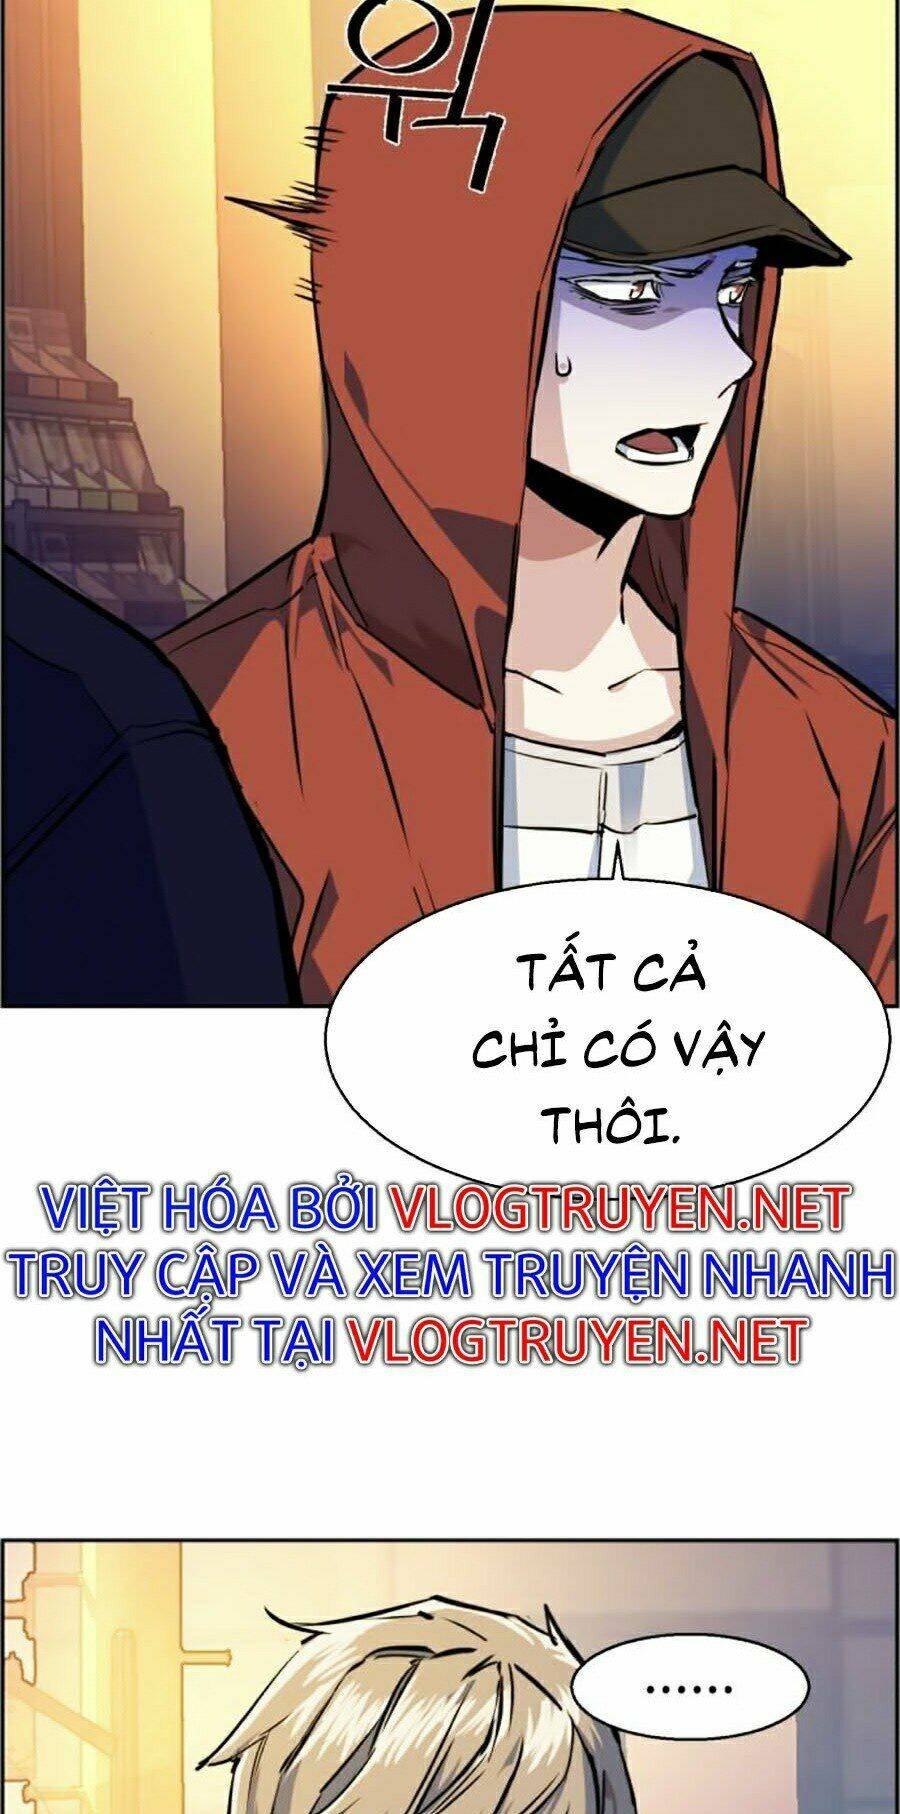 윅
TẤT CẢ
CHỈ CÓ VẬY
THÔI.
VIỆT HÓA BỞI VLOGTRUYEN.NET
TRUY CẬP VÀ XEM TRUYỆN NHANH
NHẤT TẠI VLOGTRUYEN.NET
......